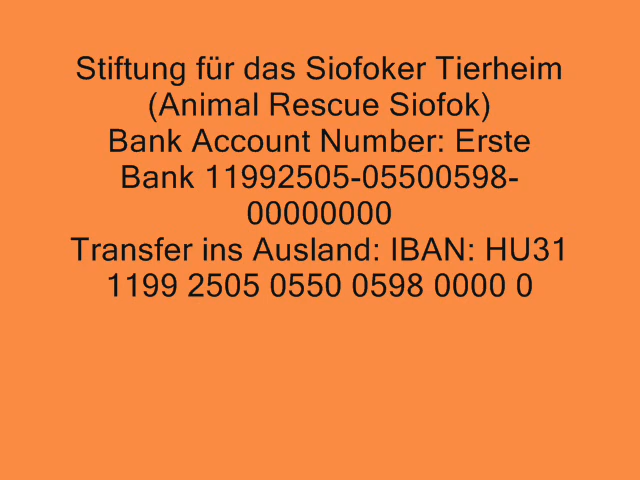 Stiftung für das Siofoker Tierheim
(Animal Rescue Siofok)
Bank Account Number: Erste
Bank 11992505-05500598-
00000000
Transfer ins Ausland: IBAN: HU31
1199 2505 0550 0598 0000 0